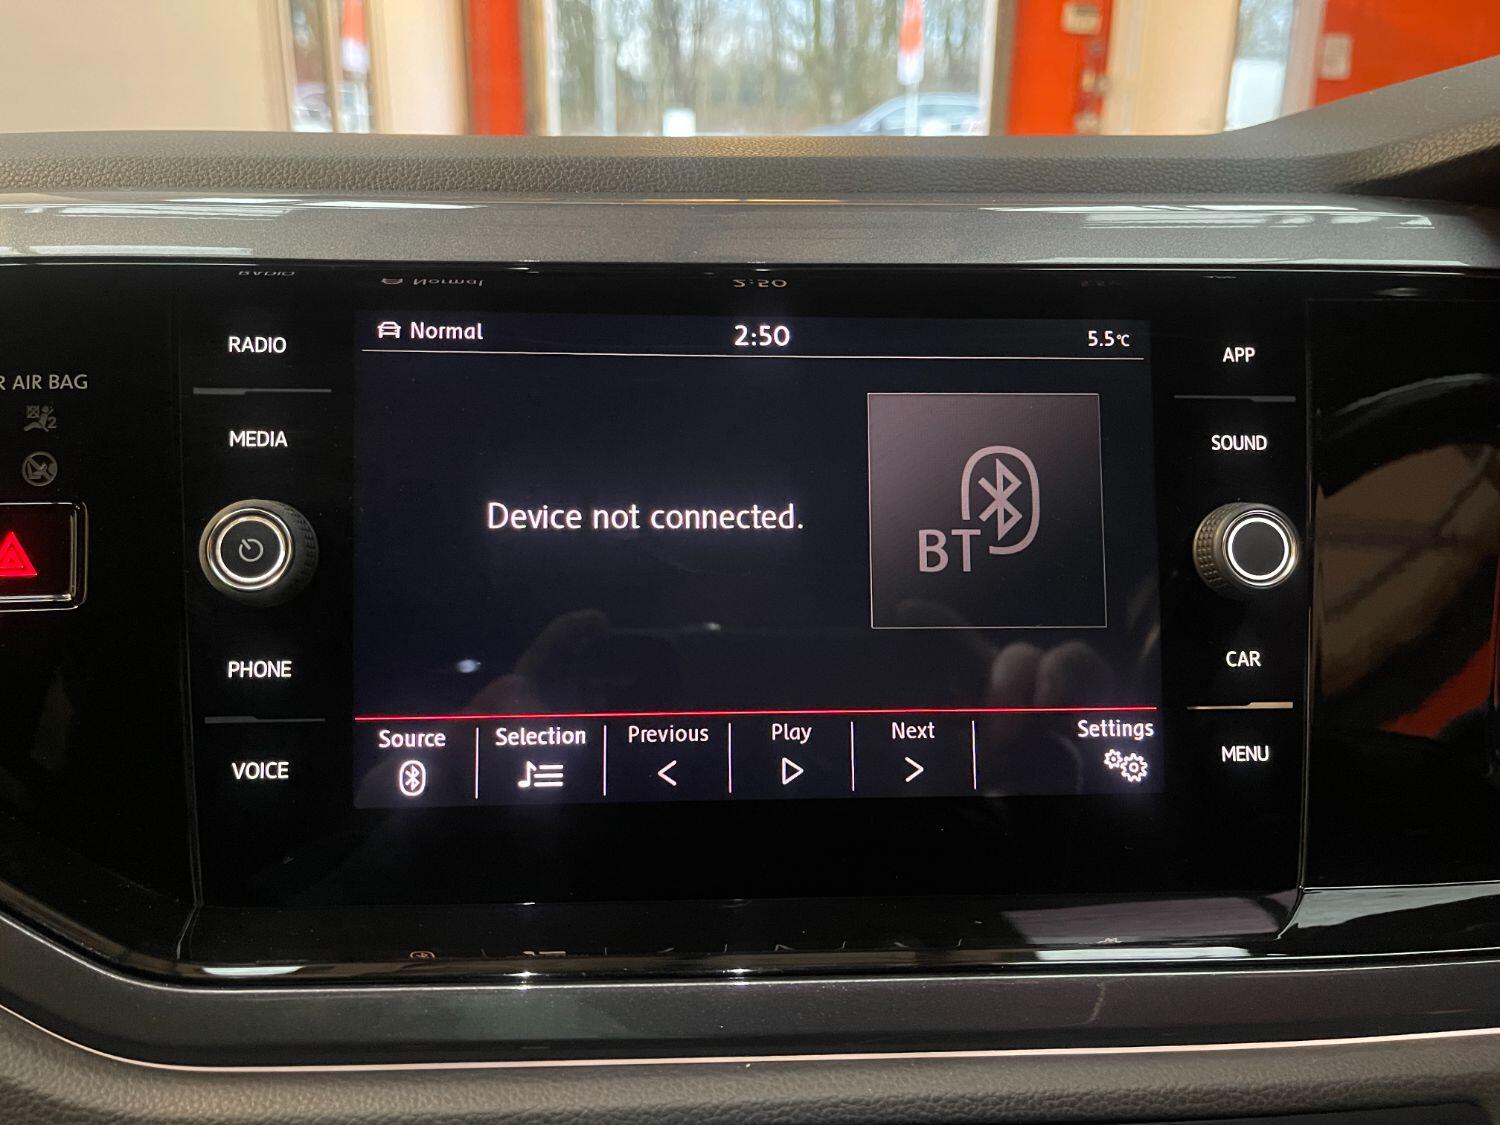 RADIO
MEDIA
PHONE
VOICE
R AIR BAG
2
Normal
2:50
5.5°C
Device not connected.
BT
Source
Selection
Previous
Play
Next
Settings
APP
SOUND
CAR
MENU